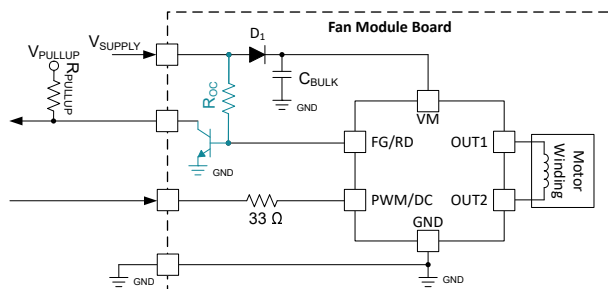 Fan Module Board
VSUPPLY
D1
VPULLUP
RPULLUP
CBULK
GND
ROC
VM
GND
FG/RD
OUT1
Motor Winding
PWM/DC
OUT2
33 Ω
GND
GND
GND